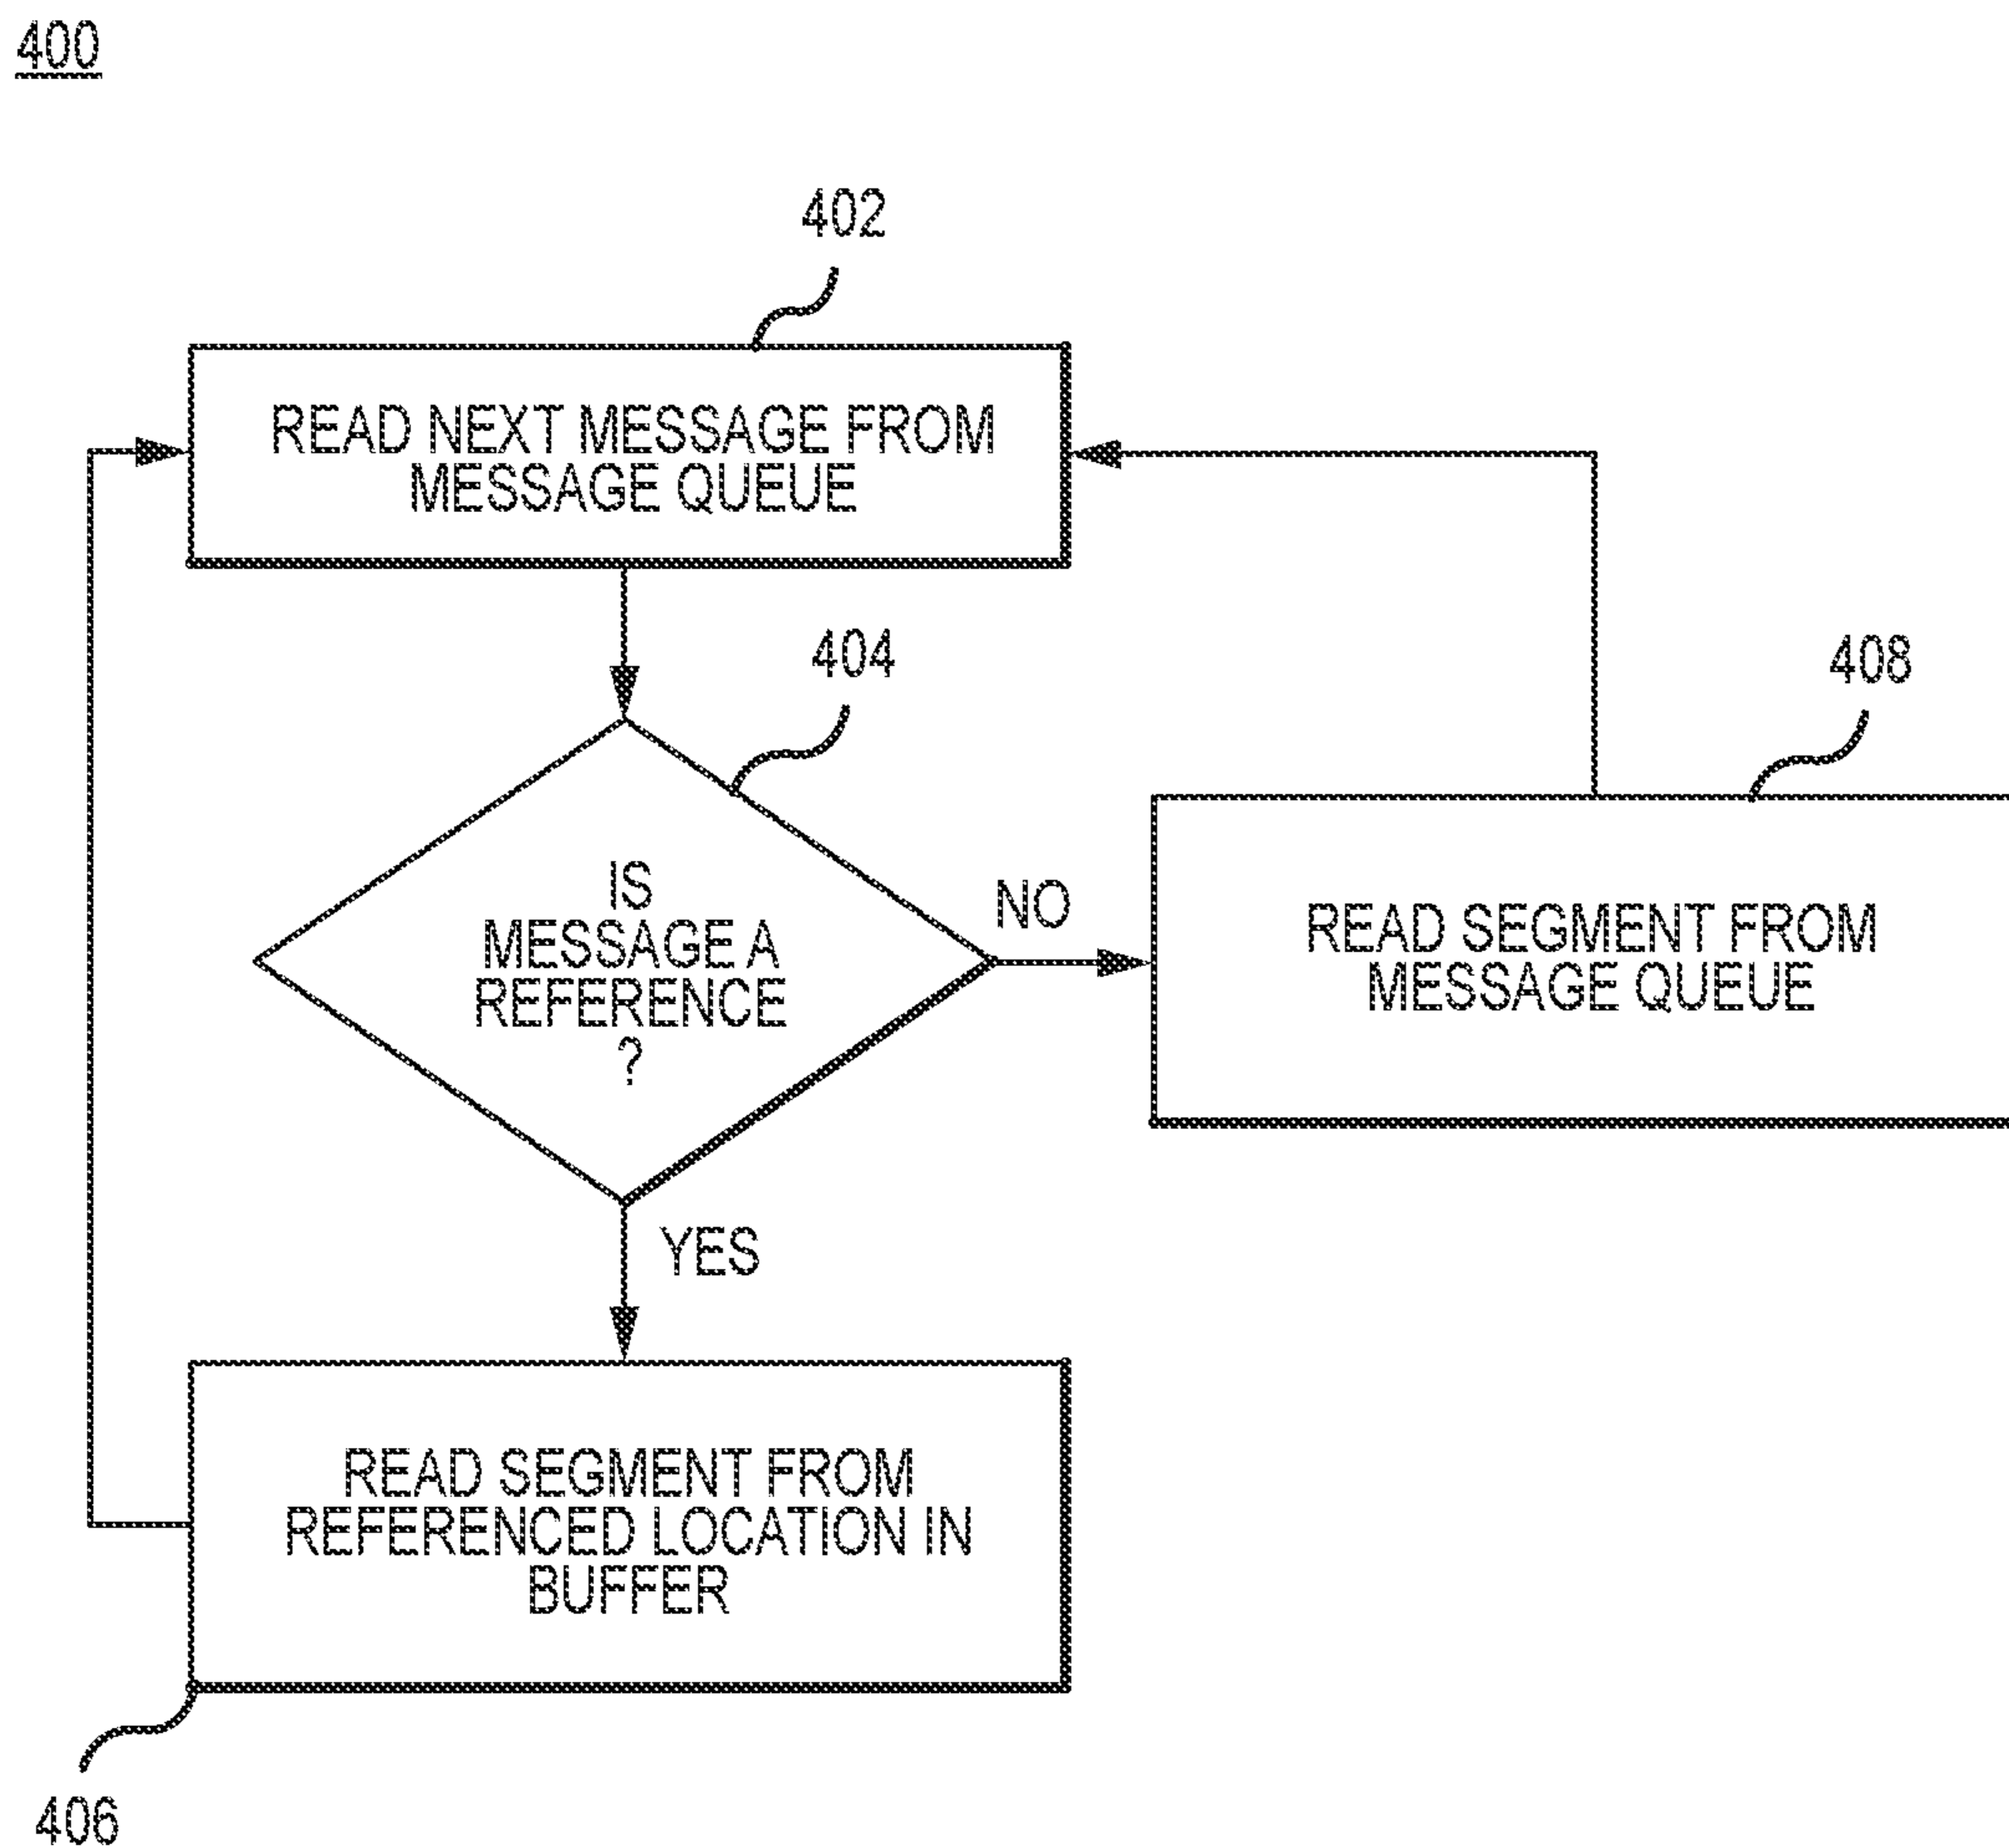 400
402
READ NEXT MESSAGE FROM
MESSAGE QUEUE
404
408
IS
MESSAGE A
REFERENCE
?
NO
READ SEGMENT FROM
MESSAGE QUEUE
YES
READ SEGMENT FROM
REFERENCED LOCATION IN
BUFFER
406